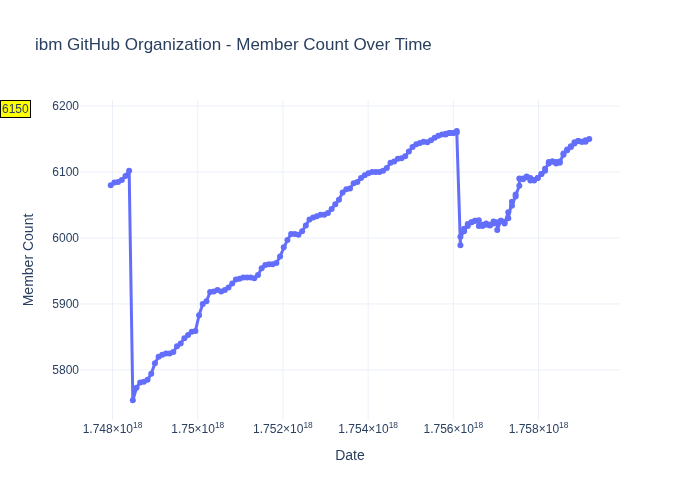 ibm GitHub Organization - Member Count Over Time
6150
6200
6100
6000
5900
5800
Member Count
1.748×10¹⁸ 1.75×10¹⁸ 1.752×10¹⁸ 1.754×10¹⁸ 1.756×10¹⁸ 1.758×10¹⁸
Date